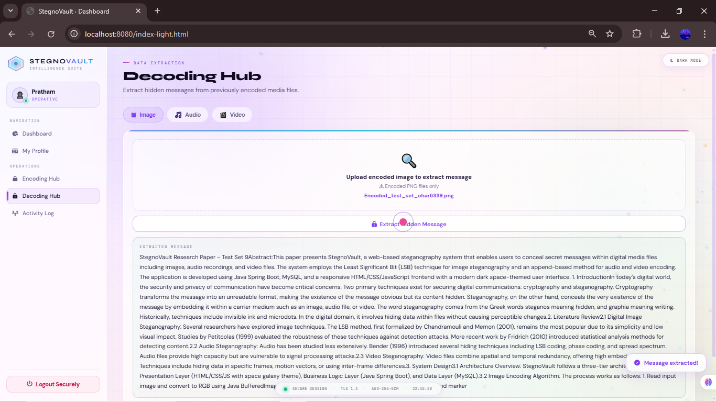 StegnoVault - Dashboard
localhost:8080/index-light.html
STEGNOVAULT
INTELLIGENCE SUITE
Pratham
OPERATIVE
NAVIGATION
Dashboard
My Profile
OPERATIONS
Encoding Hub
Decoding Hub
Activity Log
Logout Securely
DATA EXTRACTION
Decoding Hub
Extract hidden messages from previously encoded media files.
DARK MODE
Image
Audio
Video
Upload encoded image to extract message
Encoded PNG files only
Extract Hidden Message
EXTRACTED MESSAGE
StegnoVault Research Paper - Test Set 9Abstract:This paper presents StegnoVault, a web-based steganography system that enables users to conceal secret messages within digital media files
including images, audio recordings, and video files. The system employs the Least Significant Bit (LSB) technique for image steganography and an append-based method for audio and video encoding.
The application is developed using Java Spring Boot, MySQL, and a responsive HTML/CSS/JavaScript frontend with a modern dark space-themed user interface. 1. IntroductionIn today's digital world,
the security and privacy of communication have become critical concerns. Two primary techniques exist for securing digital communications: steganography and cryptography. Cryptography
transforms the message into an unreadable format, making the existence of the message obvious but its content hidden. Steganography, on the other hand, conceals the very existence of the
message by embedding it within a carrier medium such as an image, audio file, or video. The word steganography comes from the Greek words steganos meaning hidden, and graphie meaning writing.
Historically, techniques include invisible ink and microdots. In the digital domain, it involves hiding data within files without causing perceptible changes.2. Literature Review2.1 Digital Image
Steganography. Several researchers have explored image techniques. The LSB method, first formalized by Chandramouli and Memon (2001), remains the most popular due to its simplicity and low
visual impact. Studies by Petitcolas (1999) evaluated the robustness of these techniques against detection attacks. More recent work by Fridrich (2010) introduced statistical analysis methods for
detecting content.2.2 Audio Steganography: Audio has been studied less extensively. Bender (1996) introduced several hiding techniques including LSB coding, phase coding, and spread spectrum.
Audio files provide high capacity but are vulnerable to signal processing attacks.2.3 Video Steganography. Video files combine spatial and temporal redundancy, offering high embed
Techniques include hiding data in specific frames, motion vectors, or using inter-frame differences.3. System Design3.1 Architecture Overview. StegnoVault follows a three-tier archite
Presentation Layer (HTML/CSS/JS with space galaxy theme), Business Logic Layer (Java Spring Boot), and Data Layer (MySQL).3.2 Image Encoding Algorithm. The process works as follows: 1. Read input
image and convert to RGB using Java BufferedImag
nd marker
Message extracted!
SECURE SESSION
TLS 1.3
AES-256-GCM